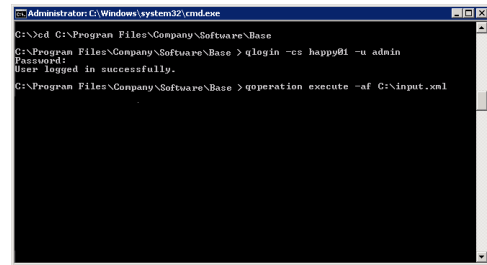 Administrator: C:\Windows\system32\cmd.exe
C:\>cd C:\Program Files\Company\Software\Base
C:\Program Files\Company\Software\Base > qlogin -cs happy01 -u admin
Password:
User logged in successfully.
C:\Program Files\Company\Software\Base > qoperation execute -af C:\input.xml